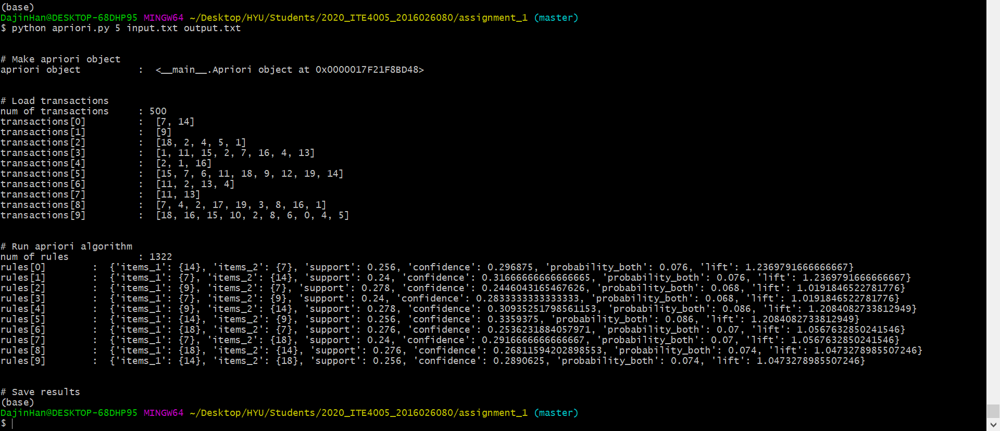 (base)
DajinHan@DESKTOP-68DHP95 MINGW64 ~/Desktop/HYU/Students/2020_ITE4005_2016026080/assignment_1 (master)
$ python apriori.py 5 input.txt output.txt
# Make apriori object
apriori object : <__main__.Apriori object at 0x0000017F21F8BD48>
# Load transactions
num of transactions : 500
transactions[0] : [7, 14]
transactions[1] : [9]
transactions[2] : [18, 2, 4, 5, 1]
transactions[3] : [1, 11, 15, 2, 7, 16, 4, 13]
transactions[4] : [2, 1, 16]
transactions[5] : [15, 7, 6, 11, 18, 9, 12, 19, 14]
transactions[6] : [11, 2, 13, 4]
transactions[7] : [11, 13]
transactions[8] : [7, 4, 2, 17, 19, 3, 8, 16, 1]
transactions[9] : [18, 16, 15, 10, 2, 8, 6, 0, 4, 5]
# Run apriori algorithm
num of rules : 1322
rules[0] : {'items_1': {14}, 'items_2': {7}, 'support': 0.256, 'confidence': 0.296875, 'probability_both': 0.076, 'lift': 1.2369791666666667}
rules[1] : {'items_1': {7}, 'items_2': {14}, 'support': 0.24, 'confidence': 0.31666666666666665, 'probability_both': 0.076, 'lift': 1.2369791666666667}
rules[2] : {'items_1': {9}, 'items_2': {7}, 'support': 0.278, 'confidence': 0.2446043165467626, 'probability_both': 0.068, 'lift': 1.0191846522781776}
rules[3] : {'items_1': {7}, 'items_2': {9}, 'support': 0.24, 'confidence': 0.2833333333333333, 'probability_both': 0.068, 'lift': 1.0191846522781776}
rules[4] : {'items_1': {9}, 'items_2': {14}, 'support': 0.278, 'confidence': 0.30935251798561153, 'probability_both': 0.086, 'lift': 1.2084082733812949}
rules[5] : {'items_1': {14}, 'items_2': {9}, 'support': 0.256, 'confidence': 0.3359375, 'probability_both': 0.086, 'lift': 1.2084082733812949}
rules[6] : {'items_1': {18}, 'items_2': {7}, 'support': 0.276, 'confidence': 0.2536231884057971, 'probability_both': 0.07, 'lift': 1.0567632850241546}
rules[7] : {'items_1': {7}, 'items_2': {18}, 'support': 0.24, 'confidence': 0.2916666666666667, 'probability_both': 0.07, 'lift': 1.0567632850241546}
rules[8] : {'items_1': {18}, 'items_2': {14}, 'support': 0.276, 'confidence': 0.26811594202898553, 'probability_both': 0.074, 'lift': 1.0473278985507246}
rules[9] : {'items_1': {14}, 'items_2': {18}, 'support': 0.256, 'confidence': 0.2890625, 'probability_both': 0.074, 'lift': 1.0473278985507246}
# Save results
(base)
DajinHan@DESKTOP-68DHP95 MINGW64 ~/Desktop/HYU/Students/2020_ITE4005_2016026080/assignment_1 (master)
$